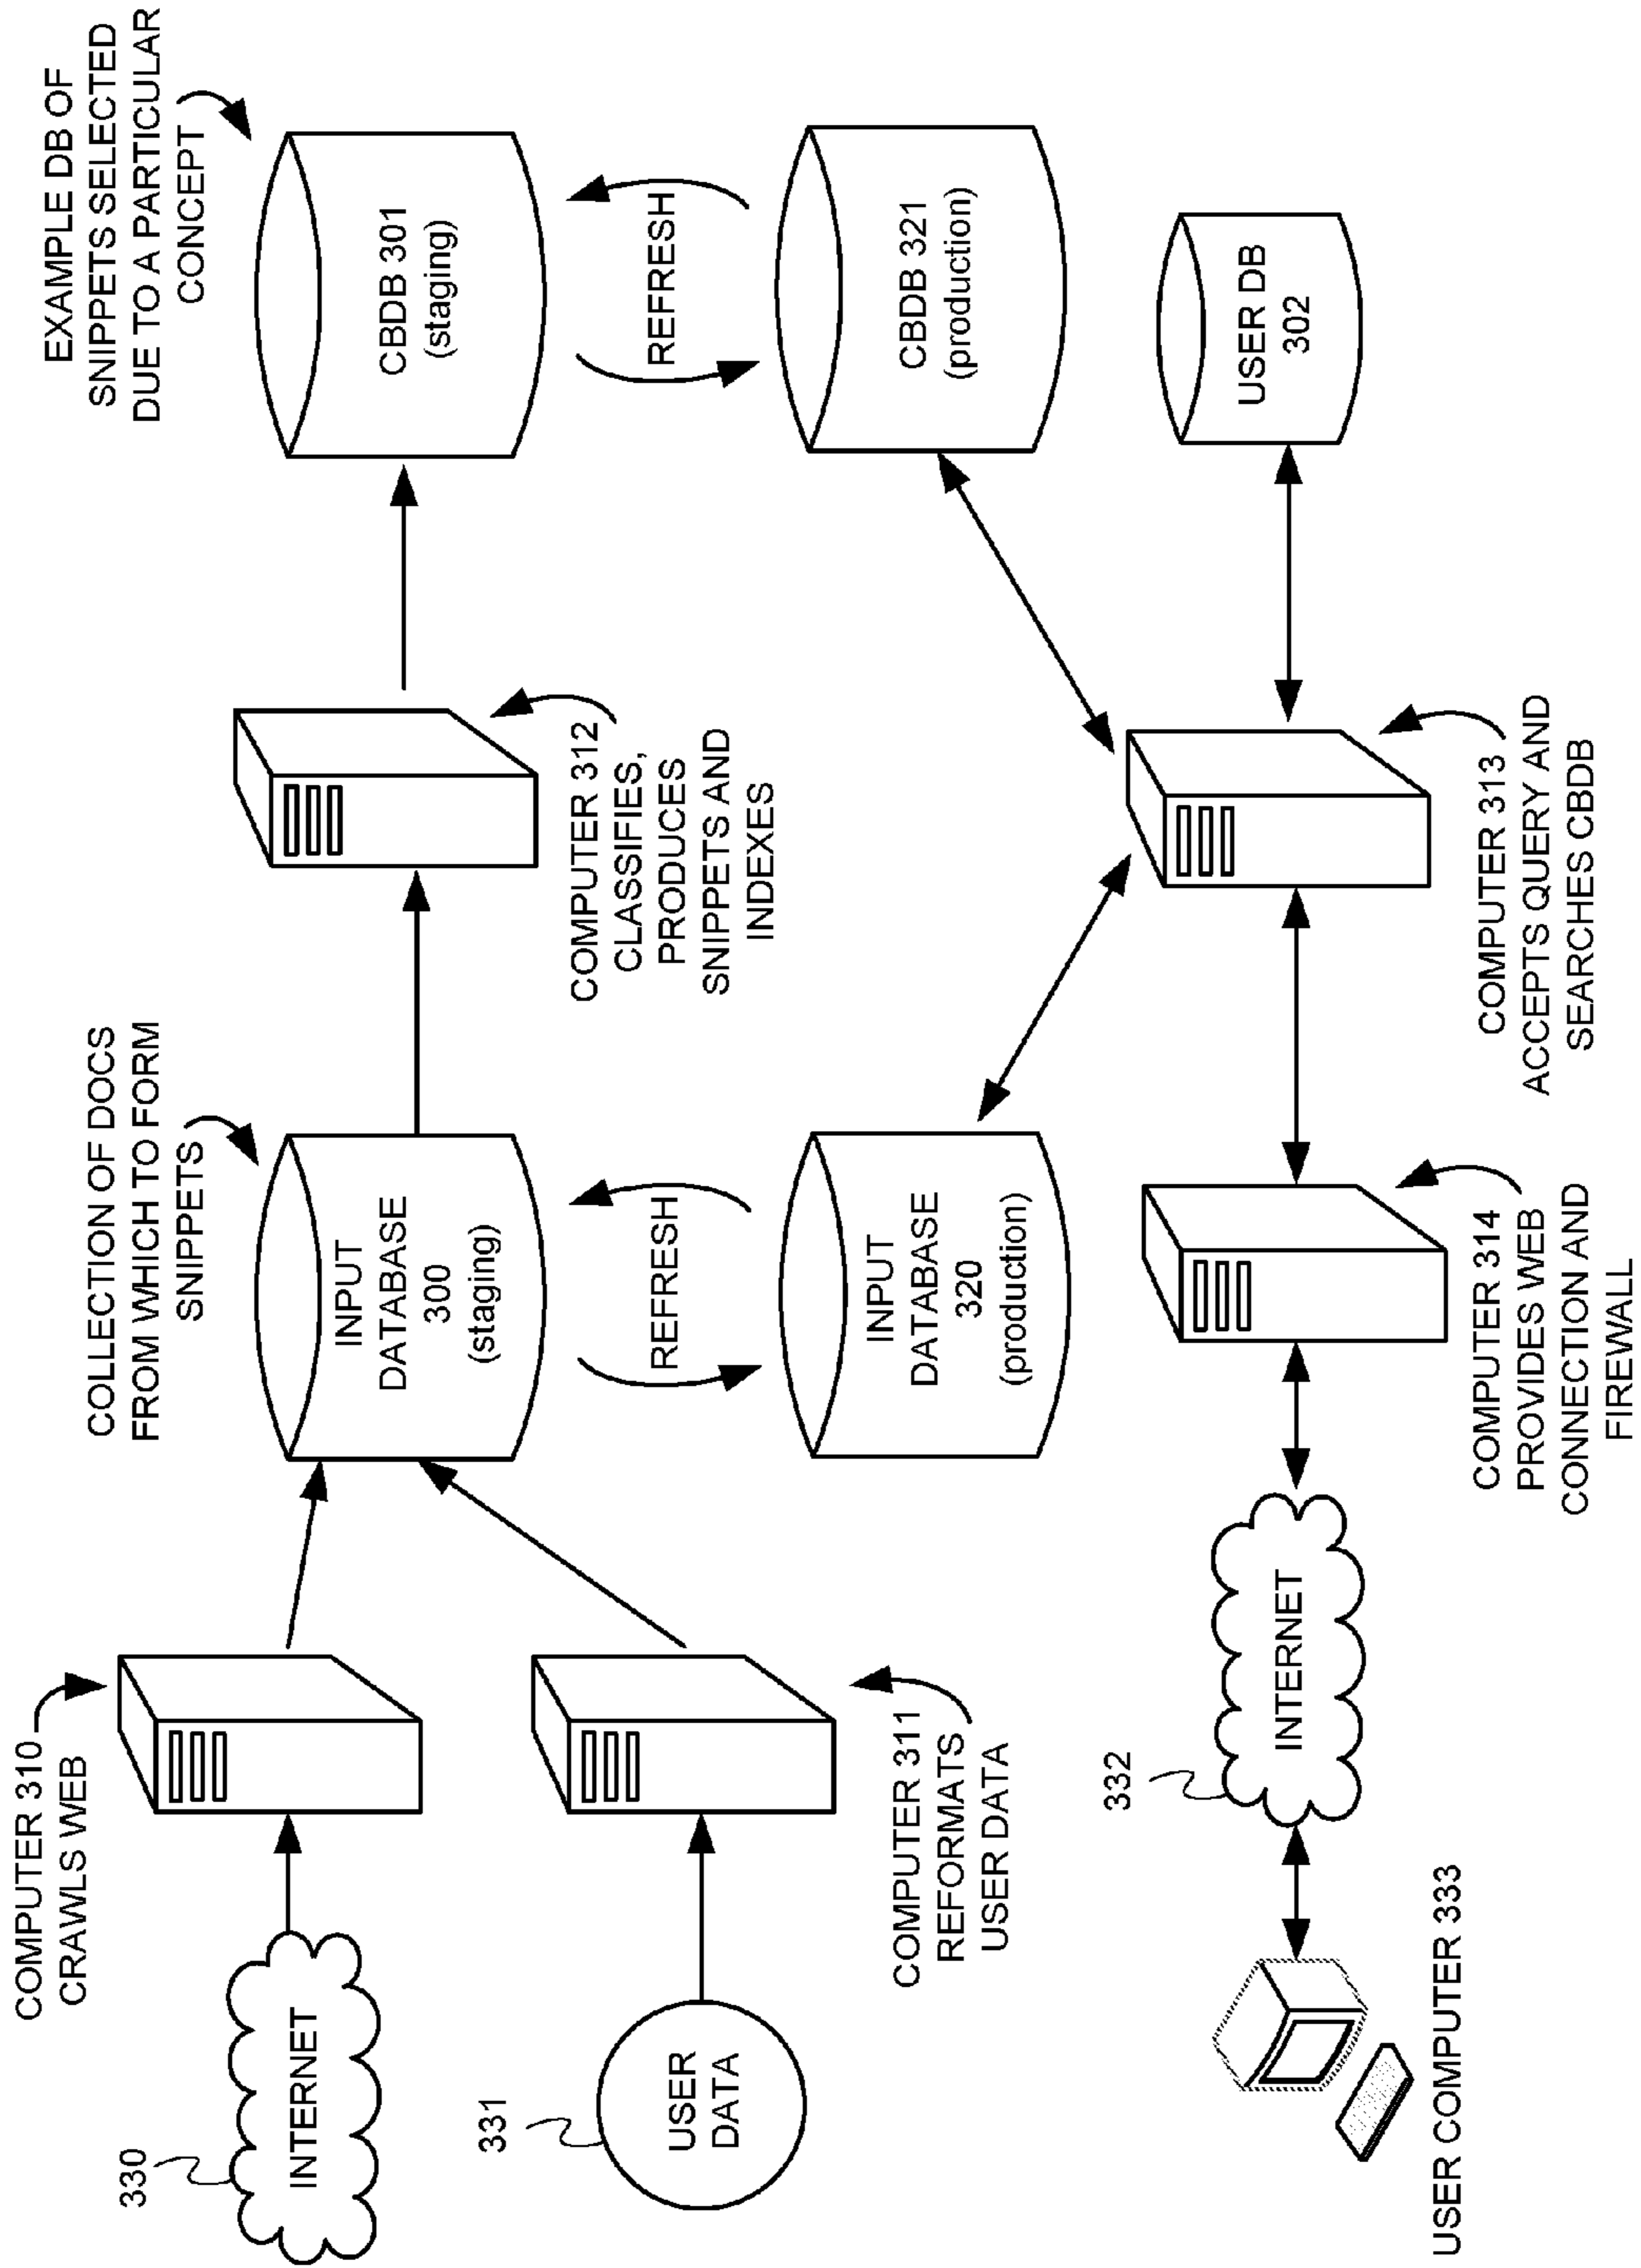 COMPUTER 310
CRAWLS WEB
330
INTERNET
331
USER
DATA
COMPUTER 311
REFORMATS
USER DATA
COLLECTION OF DOCS
FROM WHICH TO FORM
SNIPPETS
INPUT
DATABASE
300
(staging)
REFRESH
INPUT
DATABASE
320
(production)
COMPUTER 312
CLASSIFIES,
PRODUCES
SNIPPETS AND
INDEXES
EXAMPLE DB OF
SNIPPETS SELECTED
DUE TO A PARTICULAR
CONCEPT
CBDB 301
(staging)
REFRESH
CBDB 321
(production)
USER DB
302
COMPUTER 313
ACCEPTS QUERY AND
SEARCHES CBDB
COMPUTER 314
PROVIDES WEB
CONNECTION AND
FIREWALL
332
INTERNET
USER COMPUTER 333